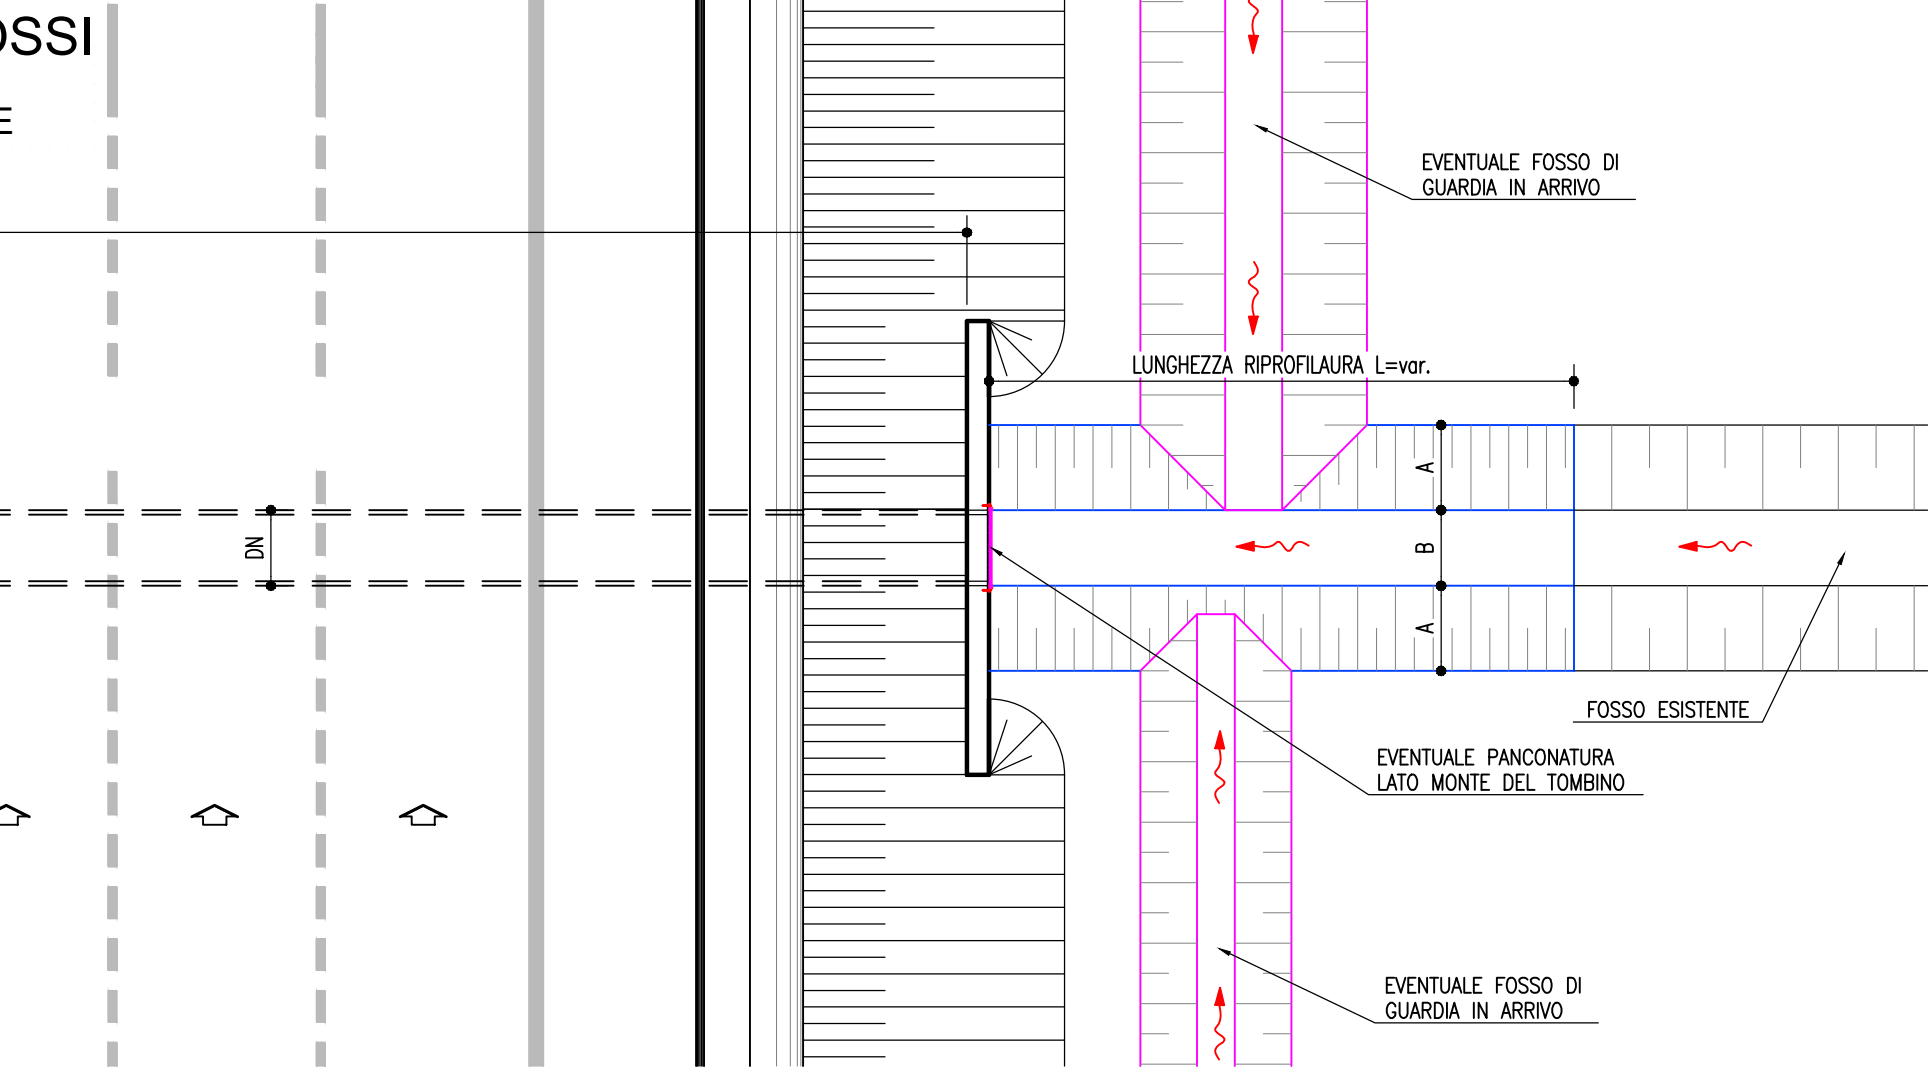 OSSI
E
EVENTUALE FOSSO DI
GUARDIA IN ARRIVO
LUNGHEZZA RIPROFILAURA L=var.
A
DN
B
A
FOSSO ESISTENTE
EVENTUALE PANCONATURA
LATO MONTE DEL TOMBINO
EVENTUALE FOSSO DI
GUARDIA IN ARRIVO